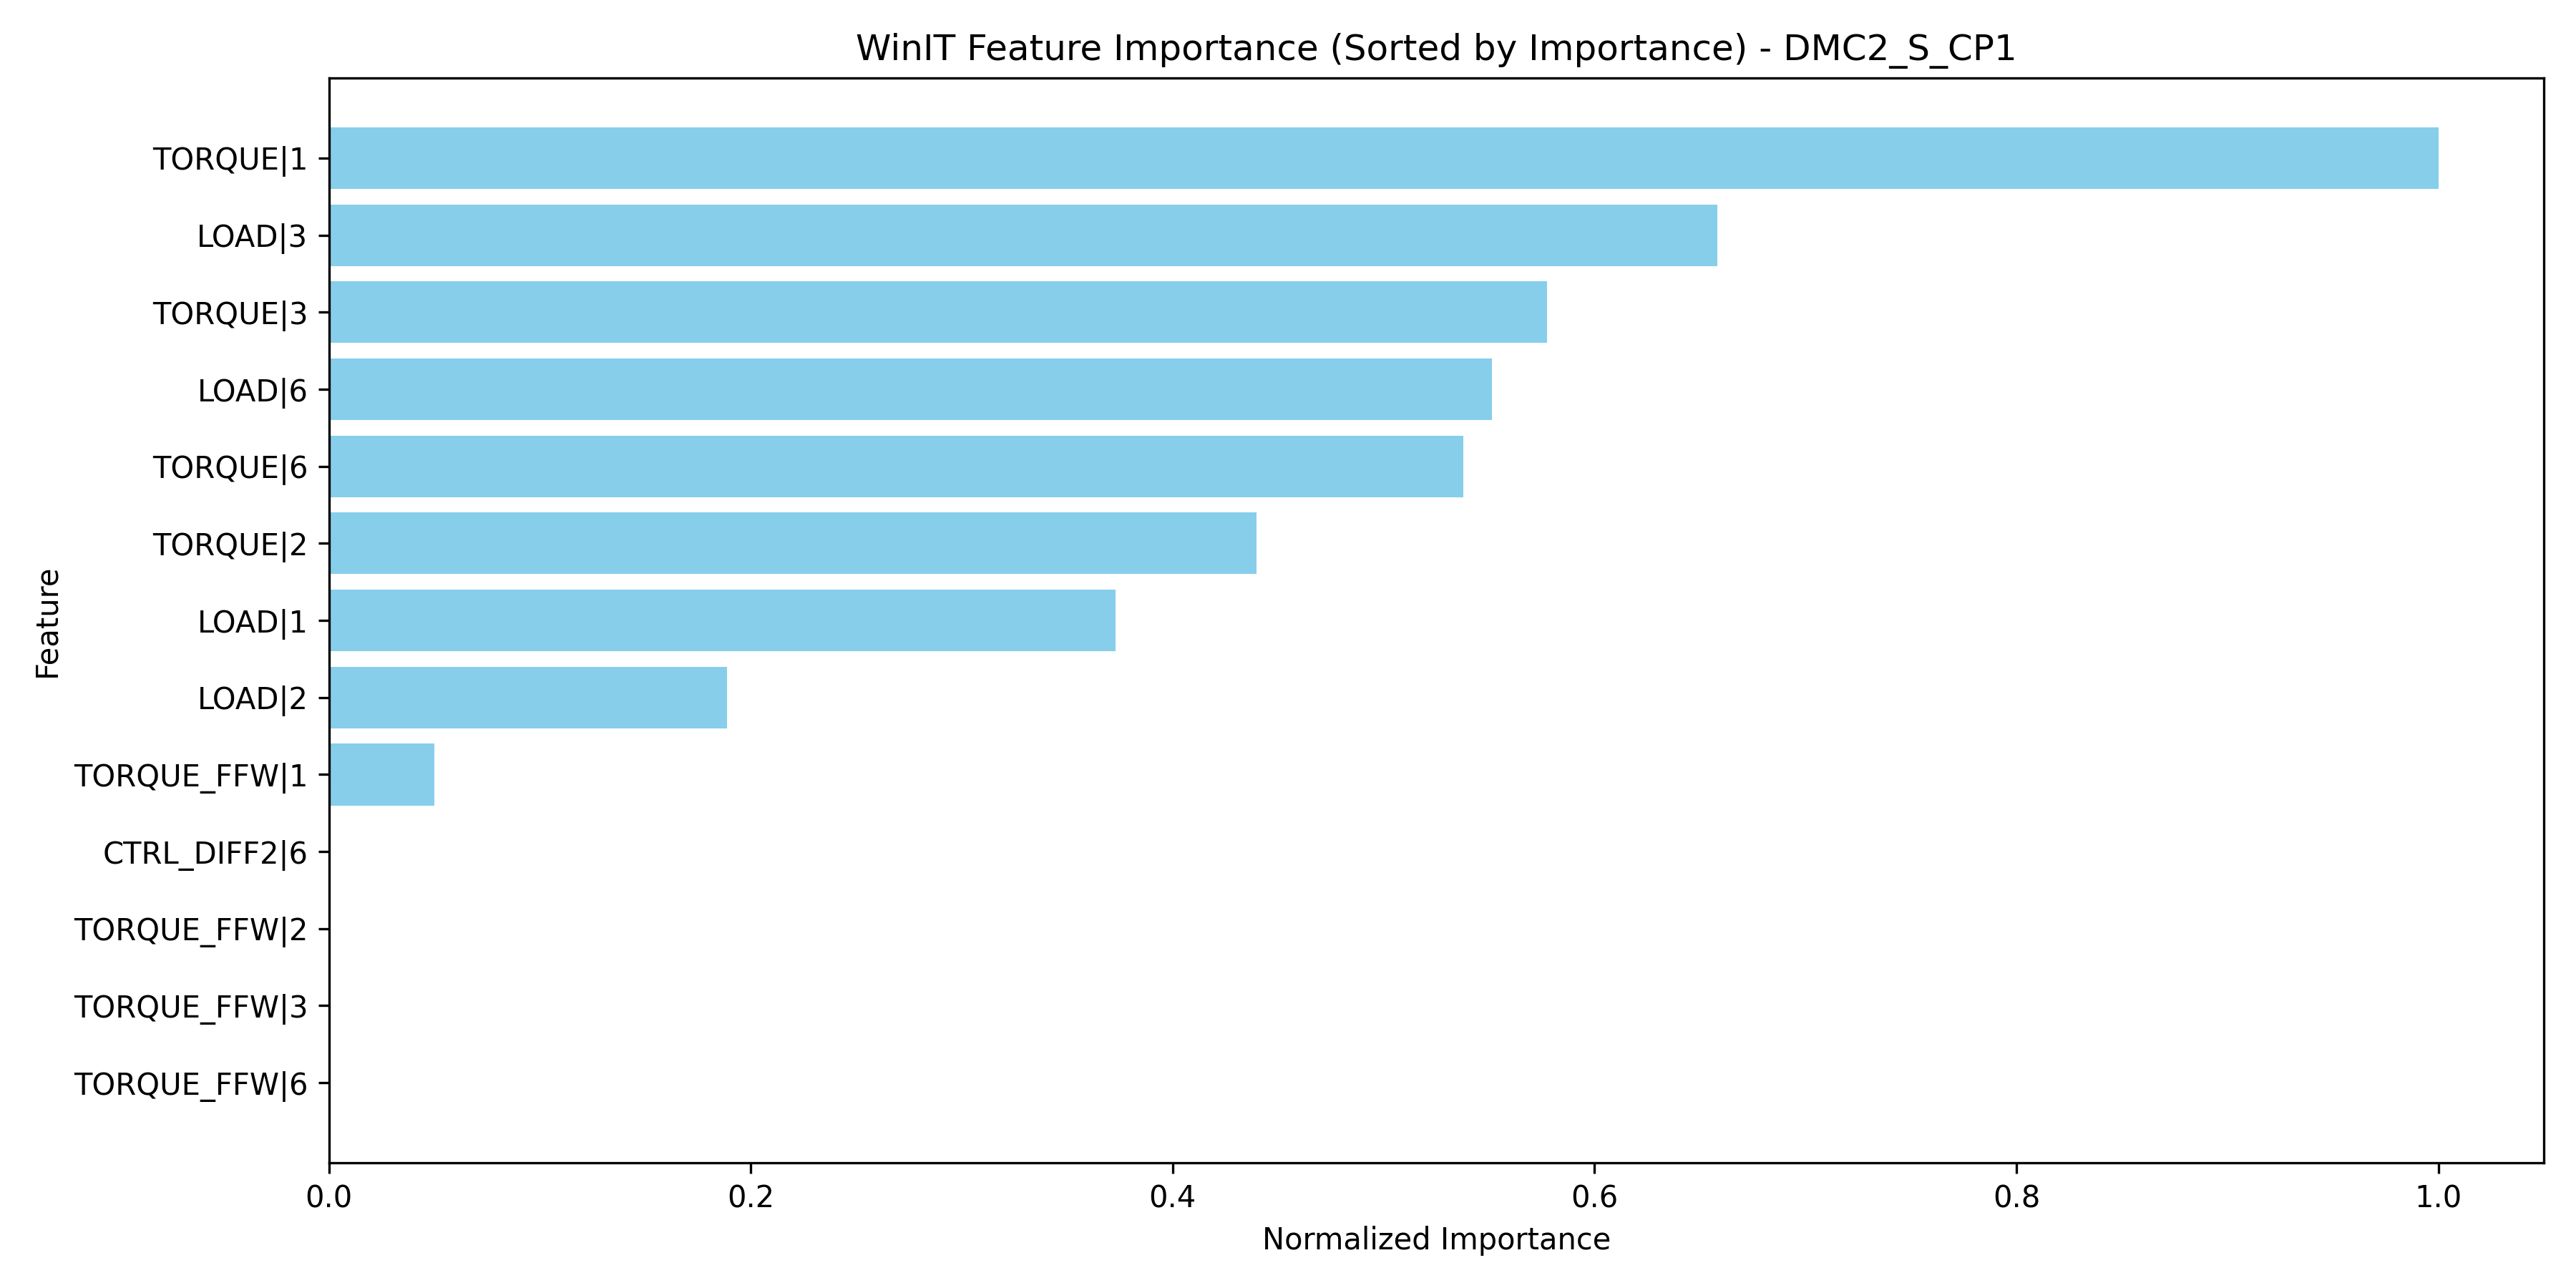 WinIT Feature Importance (Sorted by Importance) - DMC2_S_CP1
TORQUE|1
LOAD|3
TORQUE|3
LOAD|6
TORQUE|6
TORQUE|2
LOAD|1
LOAD|2
TORQUE_FFW|1
CTRL_DIFF2|6
TORQUE_FFW|2
TORQUE_FFW|3
TORQUE_FFW|6
Feature
0.0 0.2 0.4 0.6 0.8 1.0
Normalized Importance